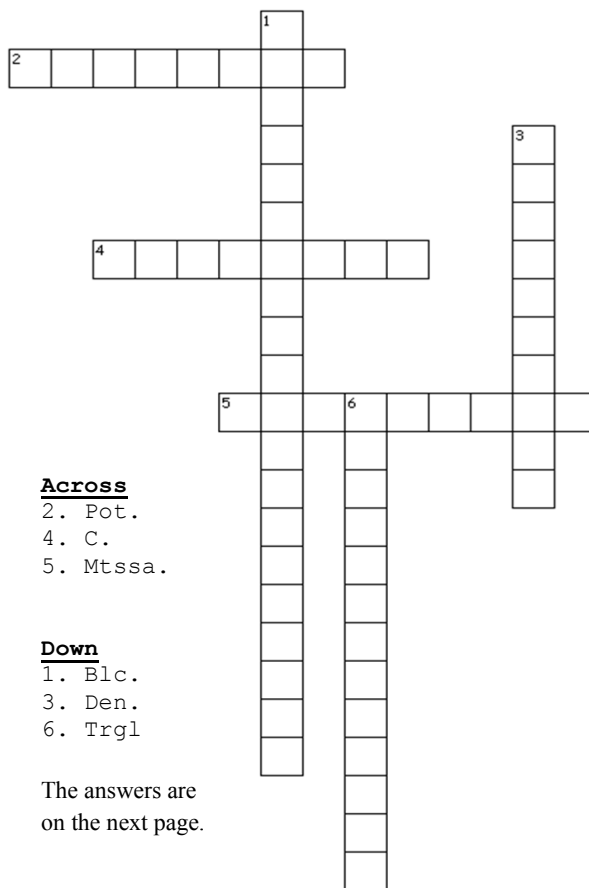 1
2
3
4
5 6
Across
2. Pot.
4. C.
5. Mtssa.
Down
1. Blc.
3. Den.
6. Trgl
The answers are
on the next page.